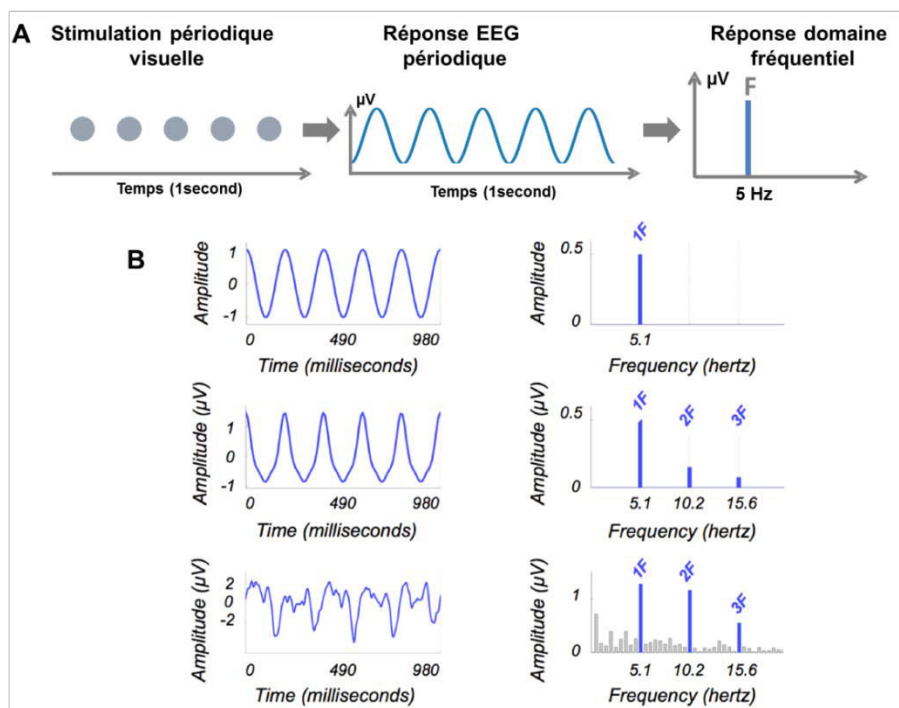 A
Stimulation périodique
visuelle
Réponse EEG
périodique
Réponse domaine
fréquentiel
Temps (1second)
µV
Temps (1second)
µV
F
5 Hz
B
Amplitude
1
0
-1
0 490 980
Time (milliseconds)
Amplitude
0.5
0
1F
5.1
Frequency (hertz)
Amplitude (µV)
1
0
-1
0 490 980
Time (milliseconds)
Amplitude (µV)
0.5
0
1F 2F 3F
5.1 10.2 15.6
Frequency (hertz)
Amplitude (µV)
2
0
-2
0 490 980
Time (milliseconds)
Amplitude (µV)
1
0
1F 2F 3F
5.1 10.2 15.6
Frequency (hertz)